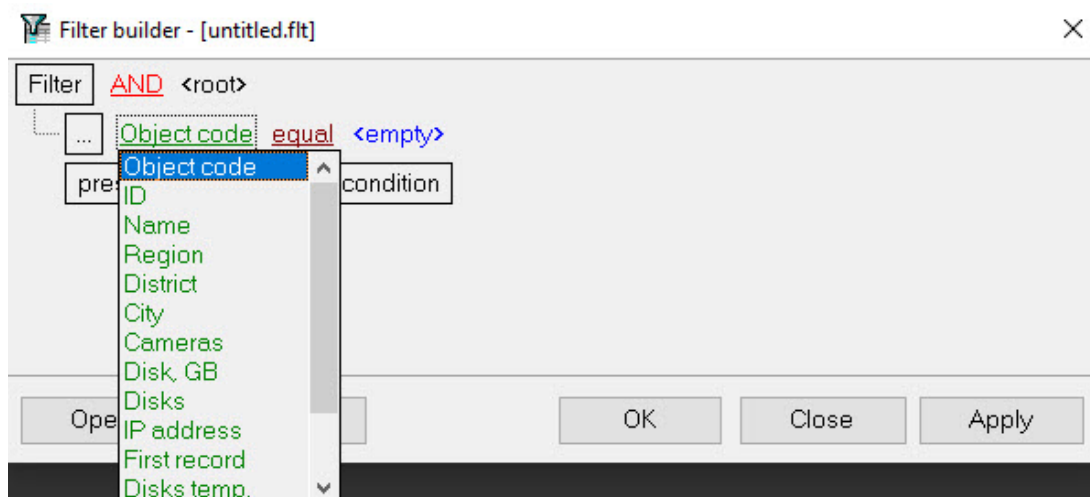 Filter builder - [untitled.flt]
Filter AND <root>
... Object code equal <empty>
condition
Object code
ID
Name
Region
District
City
Cameras
Disk, GB
Disks
IP address
First record
Disks temp.
OK Close Apply